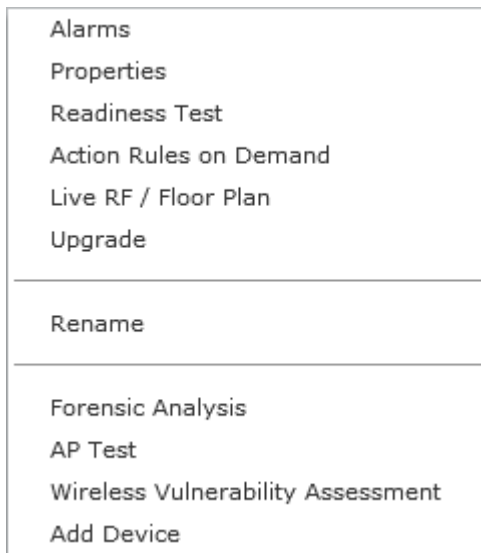 Alarms
Properties
Readiness Test
Action Rules on Demand
Live RF / Floor Plan
Upgrade
Rename
Forensic Analysis
AP Test
Wireless Vulnerability Assessment
Add Device